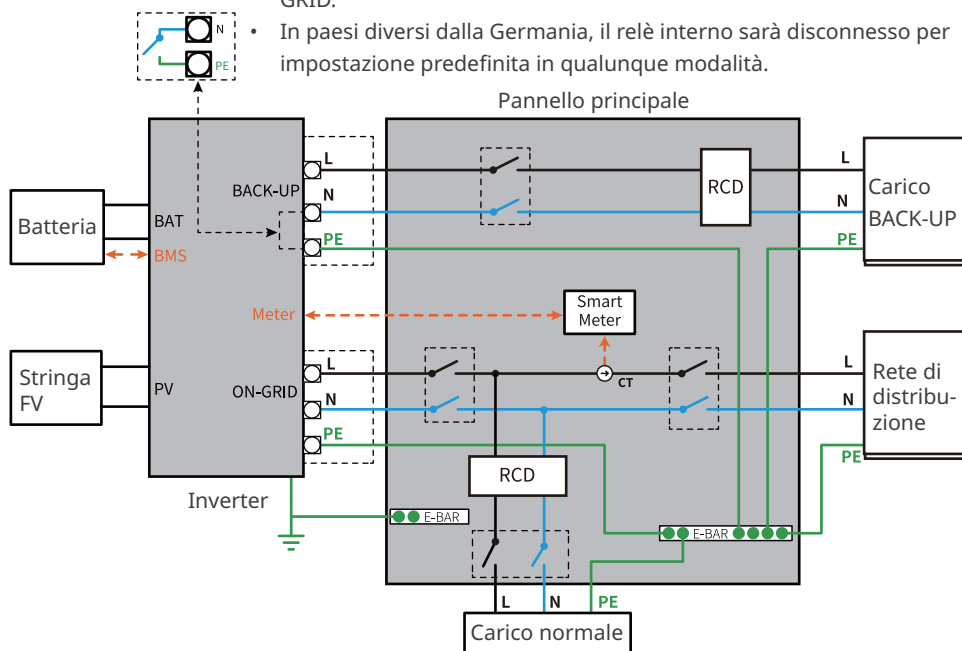 GRID.
• In paesi diversi dalla Germania, il relè interno sarà disconnesso per
impostazione predefinita in qualunque modalità.
N
PE
Pannello principale
L
BACK-UP
N
PE
RCD
L
N
PE
Carico
BACK-UP
Batteria
BAT
BMS
Meter
Smart
Meter
Stringa
FV
PV
L
ON-GRID
N
PE
CT
L
N
PE
Rete di
distribu-
zione
RCD
Inverter
E-BAR
E-BAR
L
N
PE
Carico normale